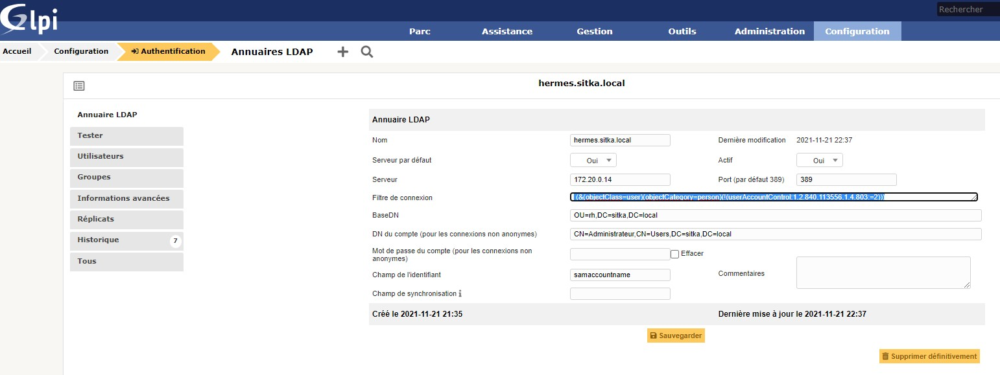 Glpi
Rechercher
Parc Assistance Gestion Outils Administration Configuration
Accueil Configuration Authentification Annuaires LDAP
hermes.sitka.local
Annuaire LDAP
Tester
Utilisateurs
Groupes
Informations avancées
Réplicats
Historique 7
Tous
Annuaire LDAP
Nom hermes.sitka.local Dernière modification 2021-11-21 22:37
Serveur par défaut Oui Actif Oui
Serveur 172.20.0.14 Port (par défaut 389) 389
Filtre de connexion (&(objectClass=user)(objectCategory=person)(!(userAccountControl:1.2.840.113556.1.4.803:=2)))
BaseDN OU=rh,DC=sitka,DC=local
DN du compte (pour les connexions non anonymes) CN=Administrateur,CN=Users,DC=sitka,DC=local
Mot de passe du compte (pour les connexions non
anonymes) Effacer
Champ de l'identifiant samaccountname Commentaires
Champ de synchronisation
Créé le 2021-11-21 21:35 Dernière mise à jour le 2021-11-21 22:37
Sauvegarder
Supprimer définitivement